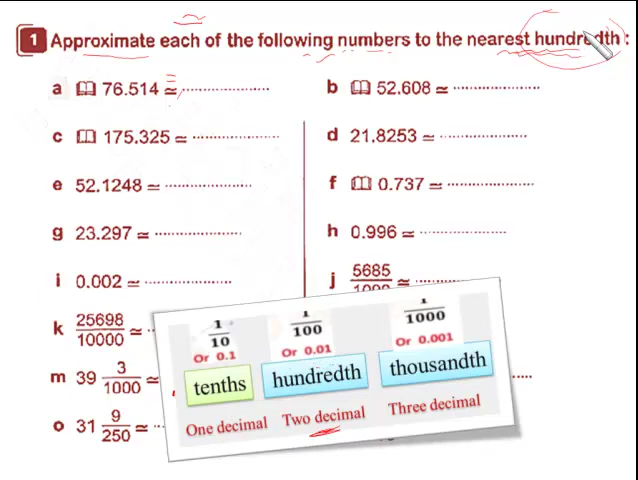 1 Approximate each of the following numbers to the nearest hundredth :
a 76.514 ≃ ........................
b 52.608 ≃ ........................
c 175.325 ≃ ........................
d 21.8253 ≃ ........................
e 52.1248 ≃ ........................
f 0.737 ≃ ........................
g 23.297 ≃ ........................
h 0.996 ≃ ........................
i 0.002 ≃ ........................
j 5685/1000 ≃ ............
k 25698/10000 ≃ ..
m 39 3/1000 ≃
o 31 9/250 ≃ ...
1/10 1/100 1/1000
Or 0.1 Or 0.01 Or 0.001
tenths hundredth thousandth
One decimal Two decimal Three decimal